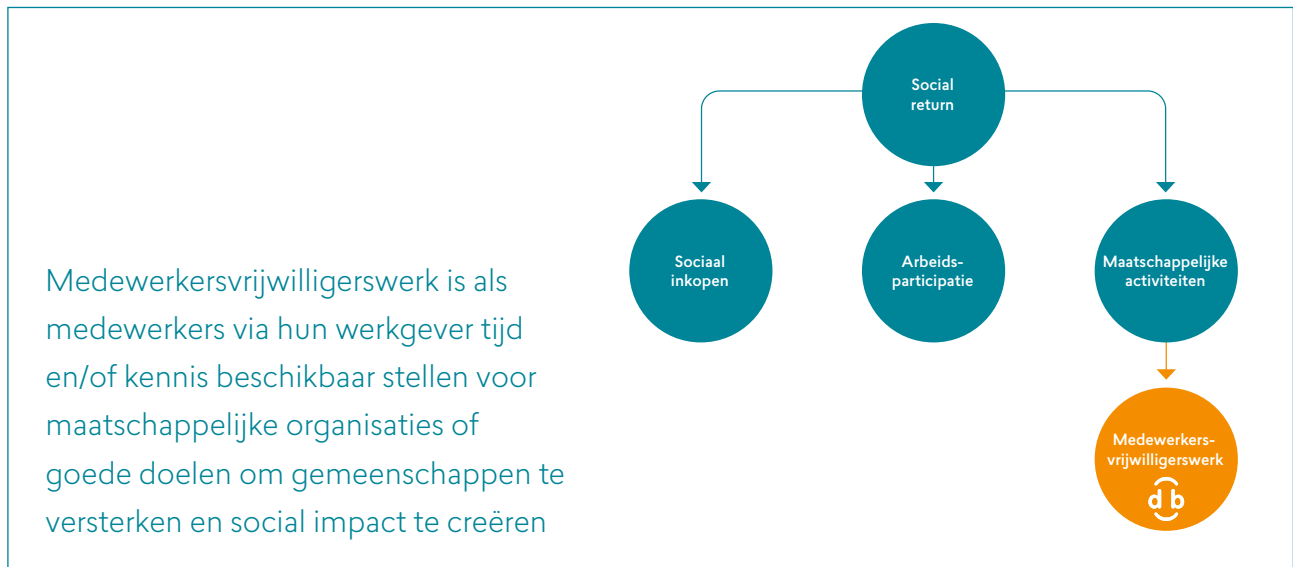 Social
return
Sociaal
inkopen
Arbeids-
participatie
Maatschappelijke
activiteiten
Medewerkersvrijwilligerswerk is als
medewerkers via hun werkgever tijd
en/of kennis beschikbaar stellen voor
maatschappelijke organisaties of
goede doelen om gemeenschappen te
versterken en social impact te creëren
Medewerkers-
vrijwilligerswerk
db